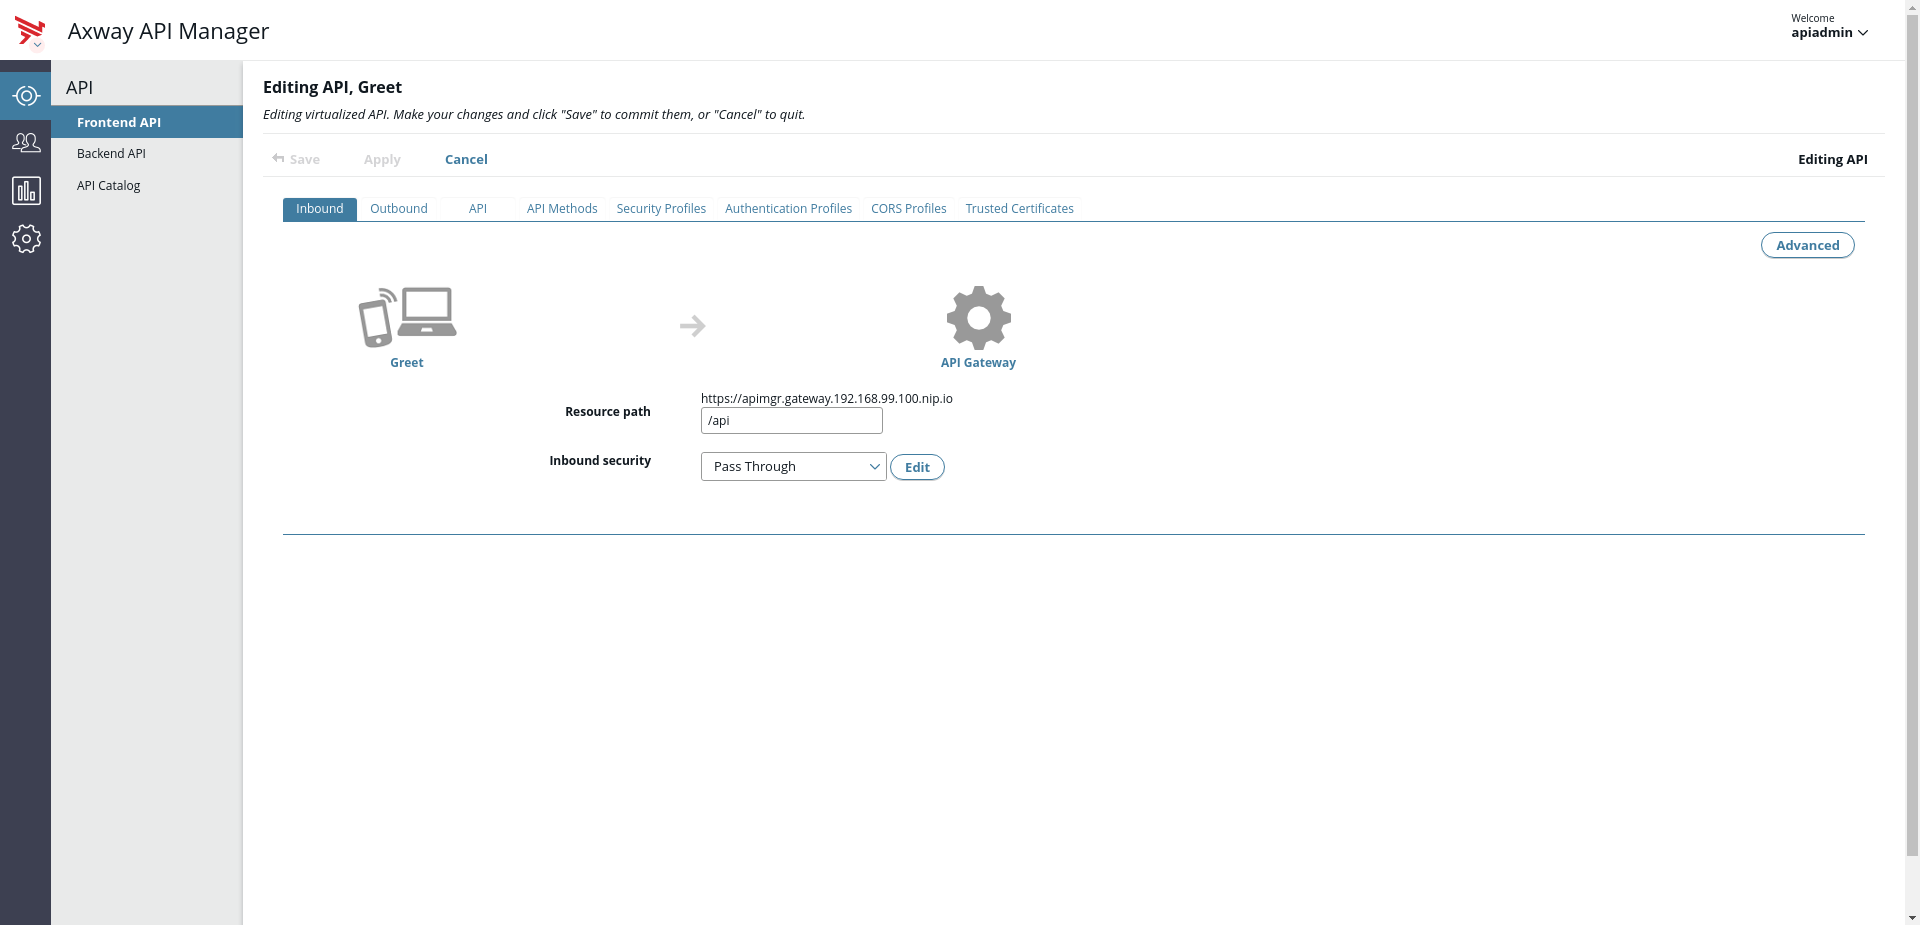 Axway API Manager
Welcome
apiadmin
API
Frontend API
Backend API
API Catalog
Editing API, Greet
Editing virtualized API. Make your changes and click "Save" to commit them, or "Cancel" to quit.
Save Apply Cancel Editing API
Inbound Outbound API API Methods Security Profiles Authentication Profiles CORS Profiles Trusted Certificates
Advanced
Greet API Gateway
https://apimgr.gateway.192.168.99.100.nip.io
Resource path
/api
Inbound security Pass Through Edit